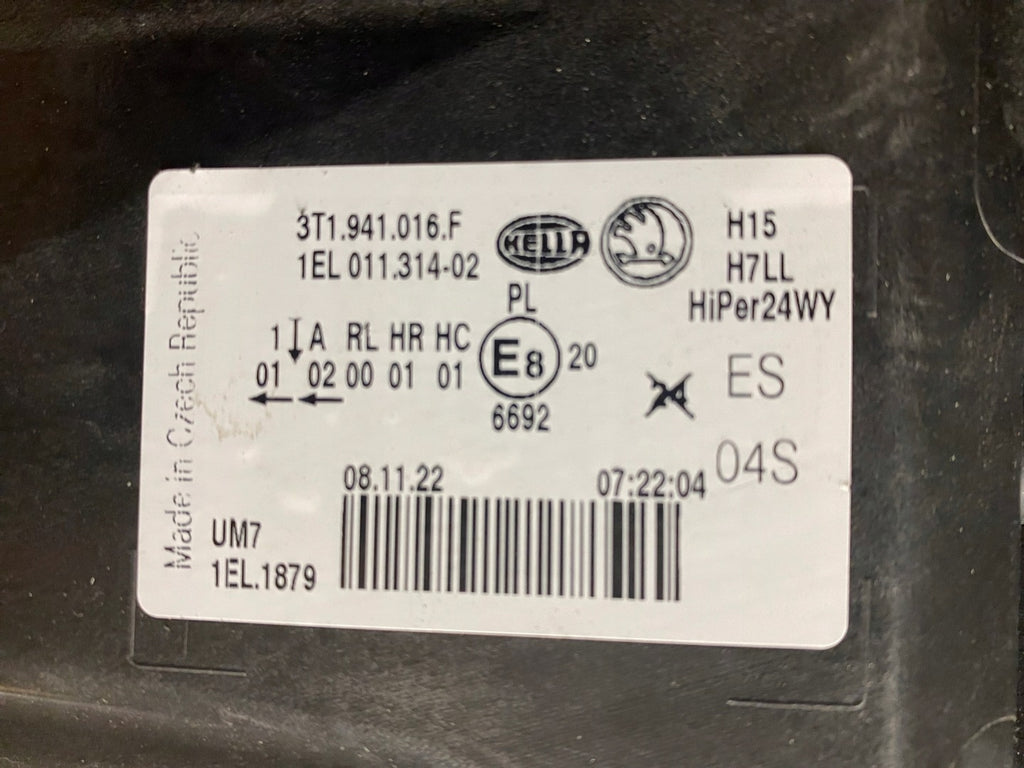 3T1.941.016.F
1EL 011.314-02
HELLA
H15
H7LL
HiPer24WY
PL
1 A RL HR HC
01 02 00 01 01
E8 20
6692
24
ES
04S
08.11.22 07:22:04
UM7
1EL.1879
Made in Czech Republic